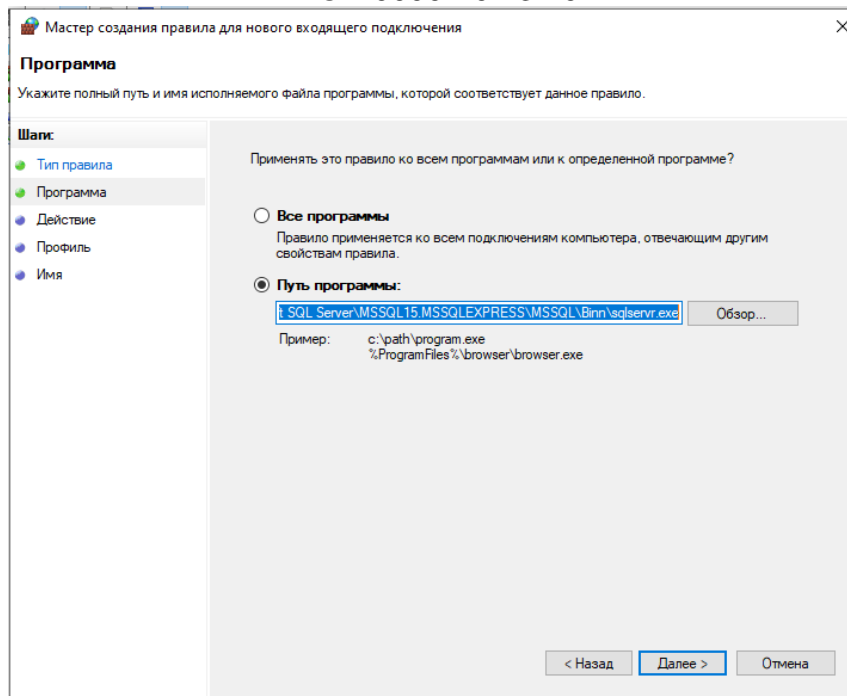 Мастер создания правила для нового входящего подключения
Программа
Укажите полный путь и имя исполняемого файла программы, которой соответствует данное правило.
Шаги:
Тип правила
Программа
Действие
Профиль
Имя
Применять это правило ко всем программам или к определенной программе?
Все программы
Правило применяется ко всем подключениям компьютера, отвечающим другим
свойствам правила.
Путь программы:
t SQL Server\MSSQL15.MSSQLEXPRESS\MSSQL\Binn\sqlservr.exe
Обзор...
Пример: c:\path\program.exe
%ProgramFiles%\browser\browser.exe
< Назад
Далее >
Отмена